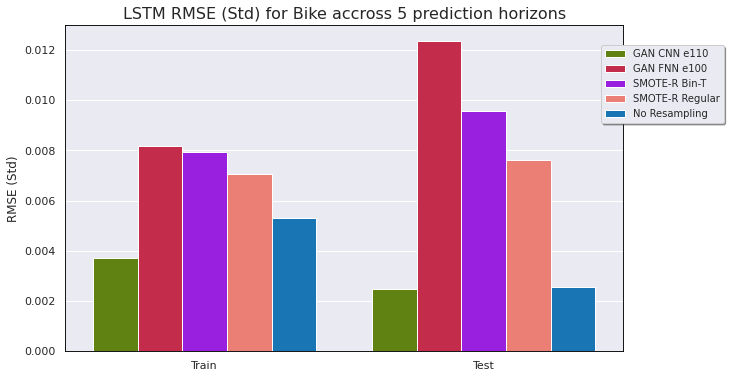 LSTM RMSE (Std) for Bike accross 5 prediction horizons
RMSE (Std)
0.012
0.010
0.008
0.006
0.004
0.002
0.000
Train
Test
GAN CNN e110
GAN FNN e100
SMOTE-R Bin-T
SMOTE-R Regular
No Resampling